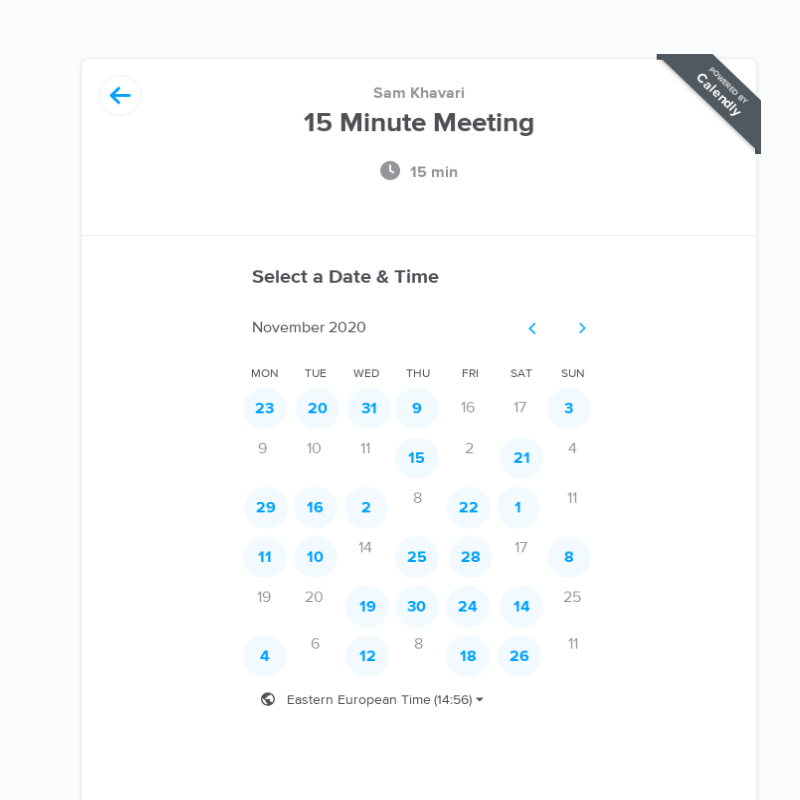 POWERED BY
Calendly
Sam Khavari
15 Minute Meeting
15 min
Select a Date & Time
November 2020
MON TUE WED THU FRI SAT SUN
23 20 31 9 16 17 3
9 10 11 15 2 21 4
29 16 2 8 22 1 11
11 10 14 25 28 17 8
19 20 19 30 24 14 25
4 6 12 8 18 26 11
Eastern European Time (14:56)